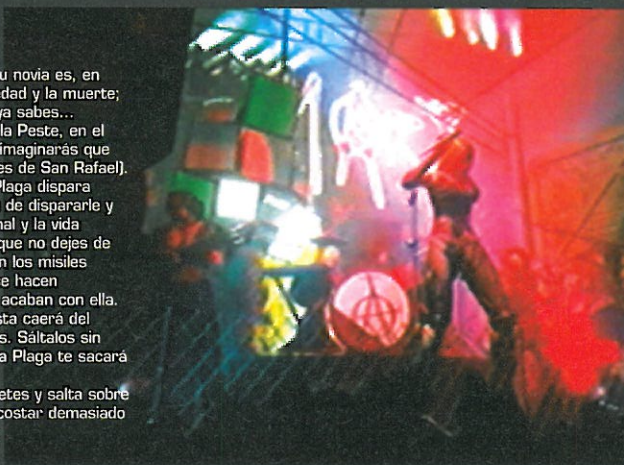 u novia es, en
edad y la muerte;
ya sabes...
la Peste, en el
imaginarás que
es de San Rafael).
Plaga dispara
de dispararle y
nal y la vida
que no dejes de
n los misiles
ce hacen
acaban con ella.
sta caerá del
s. Sáltalos sin
a Plaga te sacará
etes y salta sobre
costar demasiado